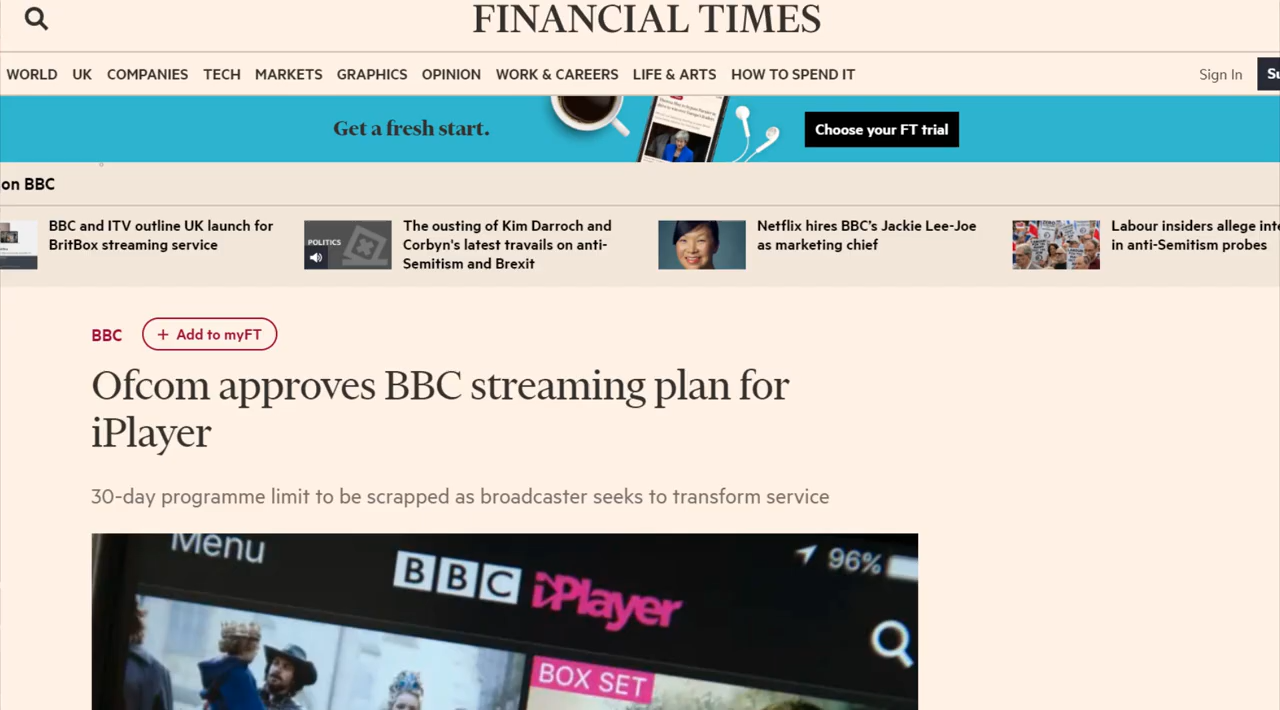 FINANCIAL TIMES
WORLD UK COMPANIES TECH MARKETS GRAPHICS OPINION WORK & CAREERS LIFE & ARTS HOW TO SPEND IT Sign In Su
Get a fresh start.
Choose your FT trial
on BBC
BBC and ITV outline UK launch for
BritBox streaming service
POLITICS
The ousting of Kim Darroch and
Corbyn's latest travails on anti-
Semitism and Brexit
Netflix hires BBC's Jackie Lee-Joe
as marketing chief
Labour insiders allege inte
in anti-Semitism probes
BBC
+ Add to myFT
Ofcom approves BBC streaming plan for
iPlayer
30-day programme limit to be scrapped as broadcaster seeks to transform service
Menu
BBC iPlayer
96%
BOX SET